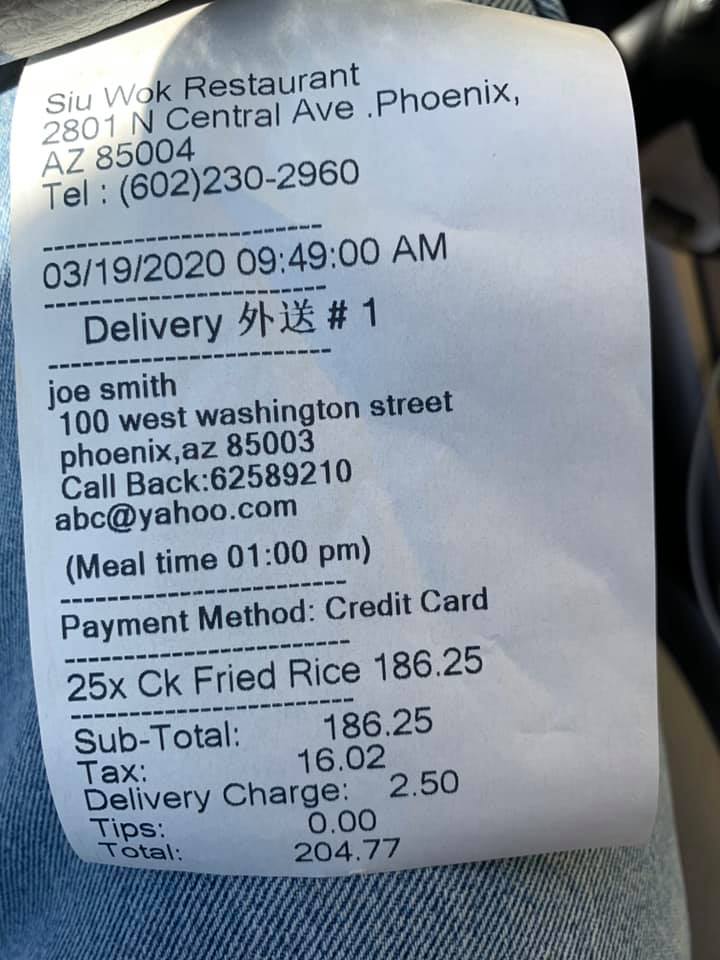 Siu Wok Restaurant
2801 N Central Ave .Phoenix,
AZ 85004
Tel : (602)230-2960
------------------------
03/19/2020 09:49:00 AM
------------------------
Delivery 外送 # 1
------------------------
joe smith
100 west washington street
phoenix,az 85003
Call Back:62589210
abc@yahoo.com
(Meal time 01:00 pm)
------------------------
Payment Method: Credit Card
------------------------
25x Ck Fried Rice 186.25
------------------------
Sub-Total: 186.25
Tax: 16.02
Delivery Charge: 2.50
Tips: 0.00
Total: 204.77